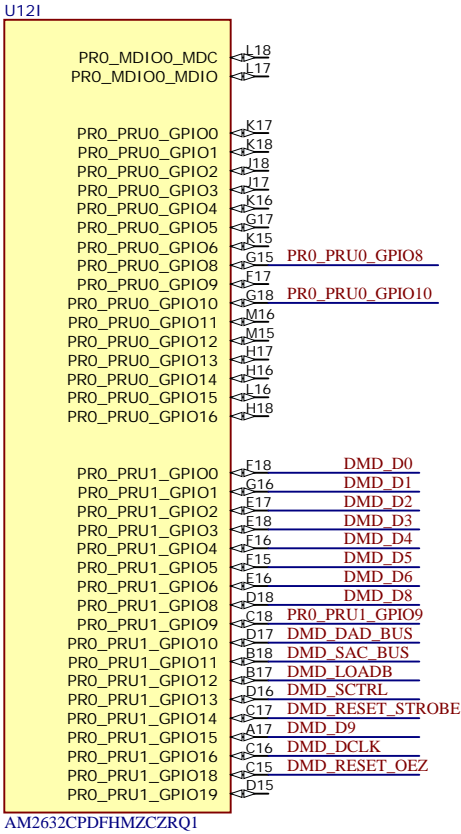 U12I
PR0_MDIO0_MDC L18
PR0_MDIO0_MDIO L17
PR0_PRU0_GPIO0 K17
PR0_PRU0_GPIO1 K18
PR0_PRU0_GPIO2 J18
PR0_PRU0_GPIO3 J17
PR0_PRU0_GPIO4 K16
PR0_PRU0_GPIO5 G17
PR0_PRU0_GPIO6 K15
PR0_PRU0_GPIO8 G15 PR0_PRU0_GPIO8
PR0_PRU0_GPIO9 F17
PR0_PRU0_GPIO10 G18 PR0_PRU0_GPIO10
PR0_PRU0_GPIO11 M16
PR0_PRU0_GPIO12 M15
PR0_PRU0_GPIO13 H17
PR0_PRU0_GPIO14 H16
PR0_PRU0_GPIO15 L16
PR0_PRU0_GPIO16 H18
PR0_PRU1_GPIO0 F18 DMD_D0
PR0_PRU1_GPIO1 G16 DMD_D1
PR0_PRU1_GPIO2 E17 DMD_D2
PR0_PRU1_GPIO3 E18 DMD_D3
PR0_PRU1_GPIO4 F16 DMD_D4
PR0_PRU1_GPIO5 F15 DMD_D5
PR0_PRU1_GPIO6 E16 DMD_D6
PR0_PRU1_GPIO8 D18 DMD_D8
PR0_PRU1_GPIO9 C18 PR0_PRU1_GPIO9
PR0_PRU1_GPIO10 D17 DMD_DAD_BUS
PR0_PRU1_GPIO11 B18 DMD_SAC_BUS
PR0_PRU1_GPIO12 B17 DMD_LOADB
PR0_PRU1_GPIO13 D16 DMD_SCTRL
PR0_PRU1_GPIO14 C17 DMD_RESET_STROBE
PR0_PRU1_GPIO15 A17 DMD_D9
PR0_PRU1_GPIO16 C16 DMD_DCLK
PR0_PRU1_GPIO18 C15 DMD_RESET_OEZ
PR0_PRU1_GPIO19 D15
AM2632CPDFHMZCZRQ1